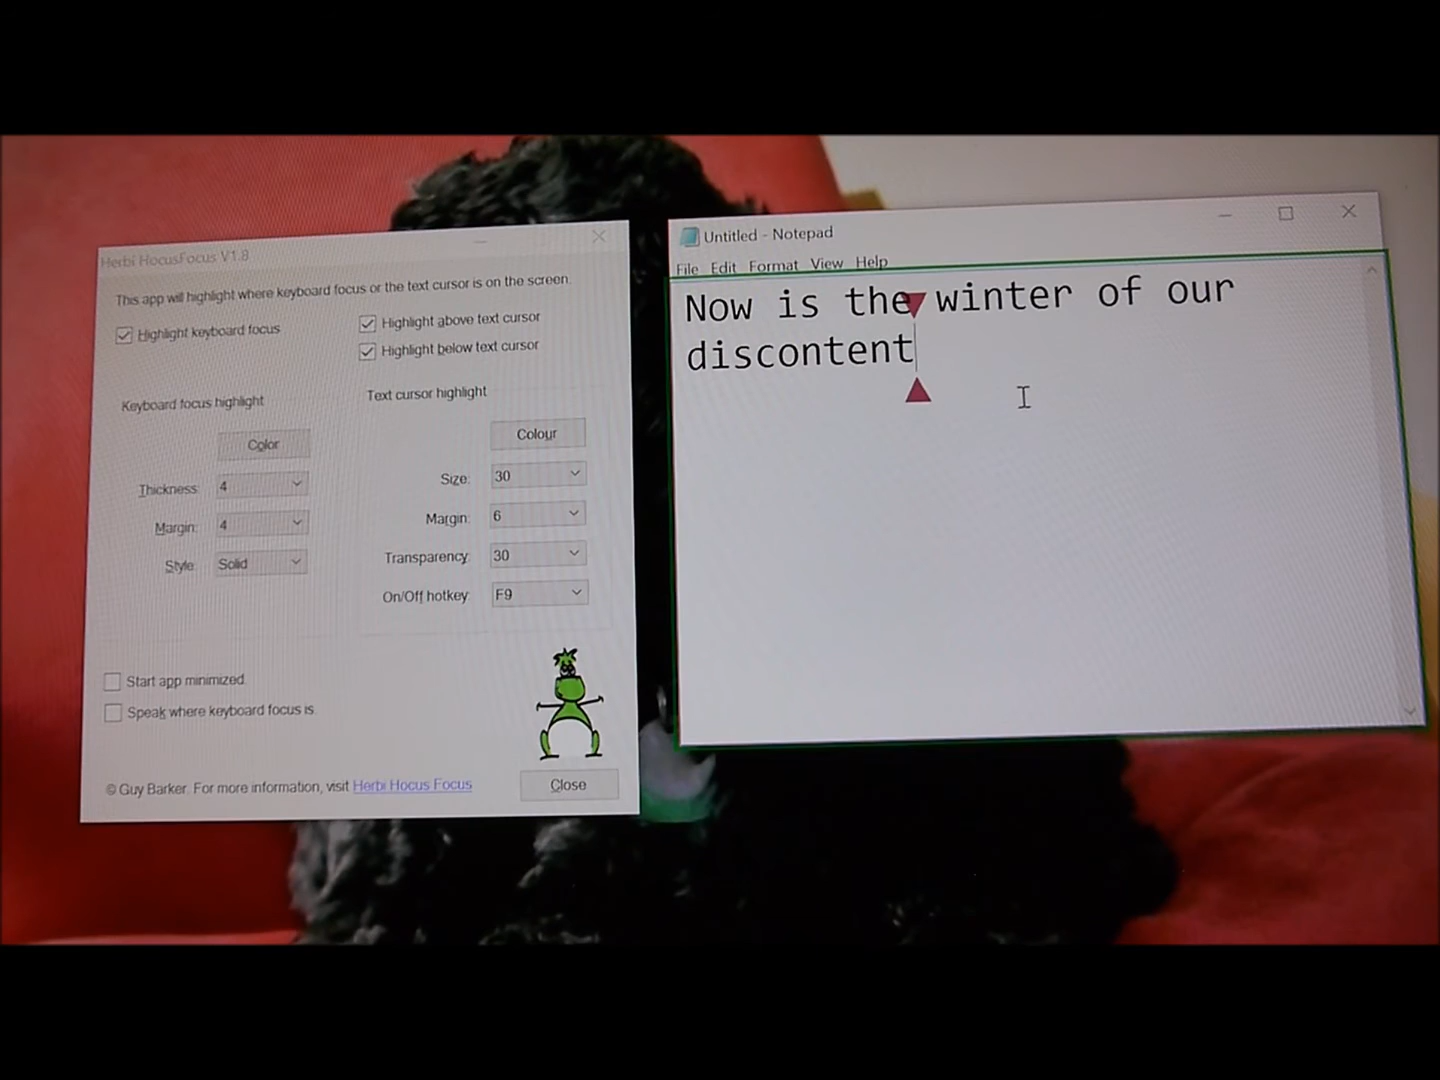 Herbi HocusFocus V1.8
This app will highlight where keyboard focus or the text cursor is on the screen.
Highlight keyboard focus
Highlight above text cursor
Highlight below text cursor
Keyboard focus highlight
Color
Thickness: 4
Margin: 4
Style: Solid
Text cursor highlight
Colour
Size: 30
Margin: 6
Transparency: 30
On/Off hotkey: F9
Start app minimized.
Speak where keyboard focus is.
© Guy Barker. For more information, visit Herbi Hocus Focus
Close
Untitled - Notepad
File Edit Format View Help
Now is the winter of our
discontent